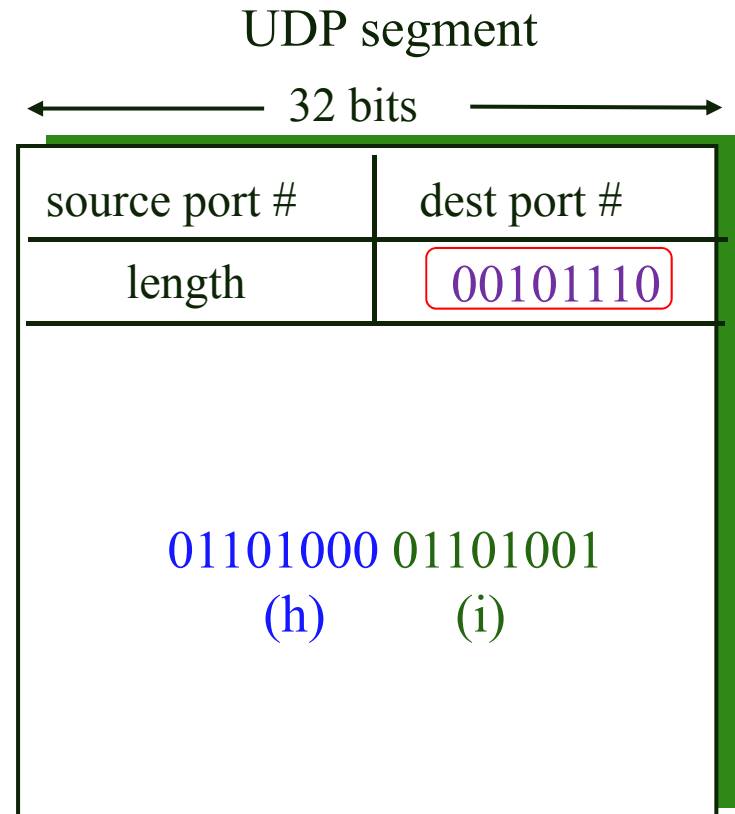 UDP segment
32 bits
source port # dest port #
length 00101110
01101000 01101001
(h) (i)